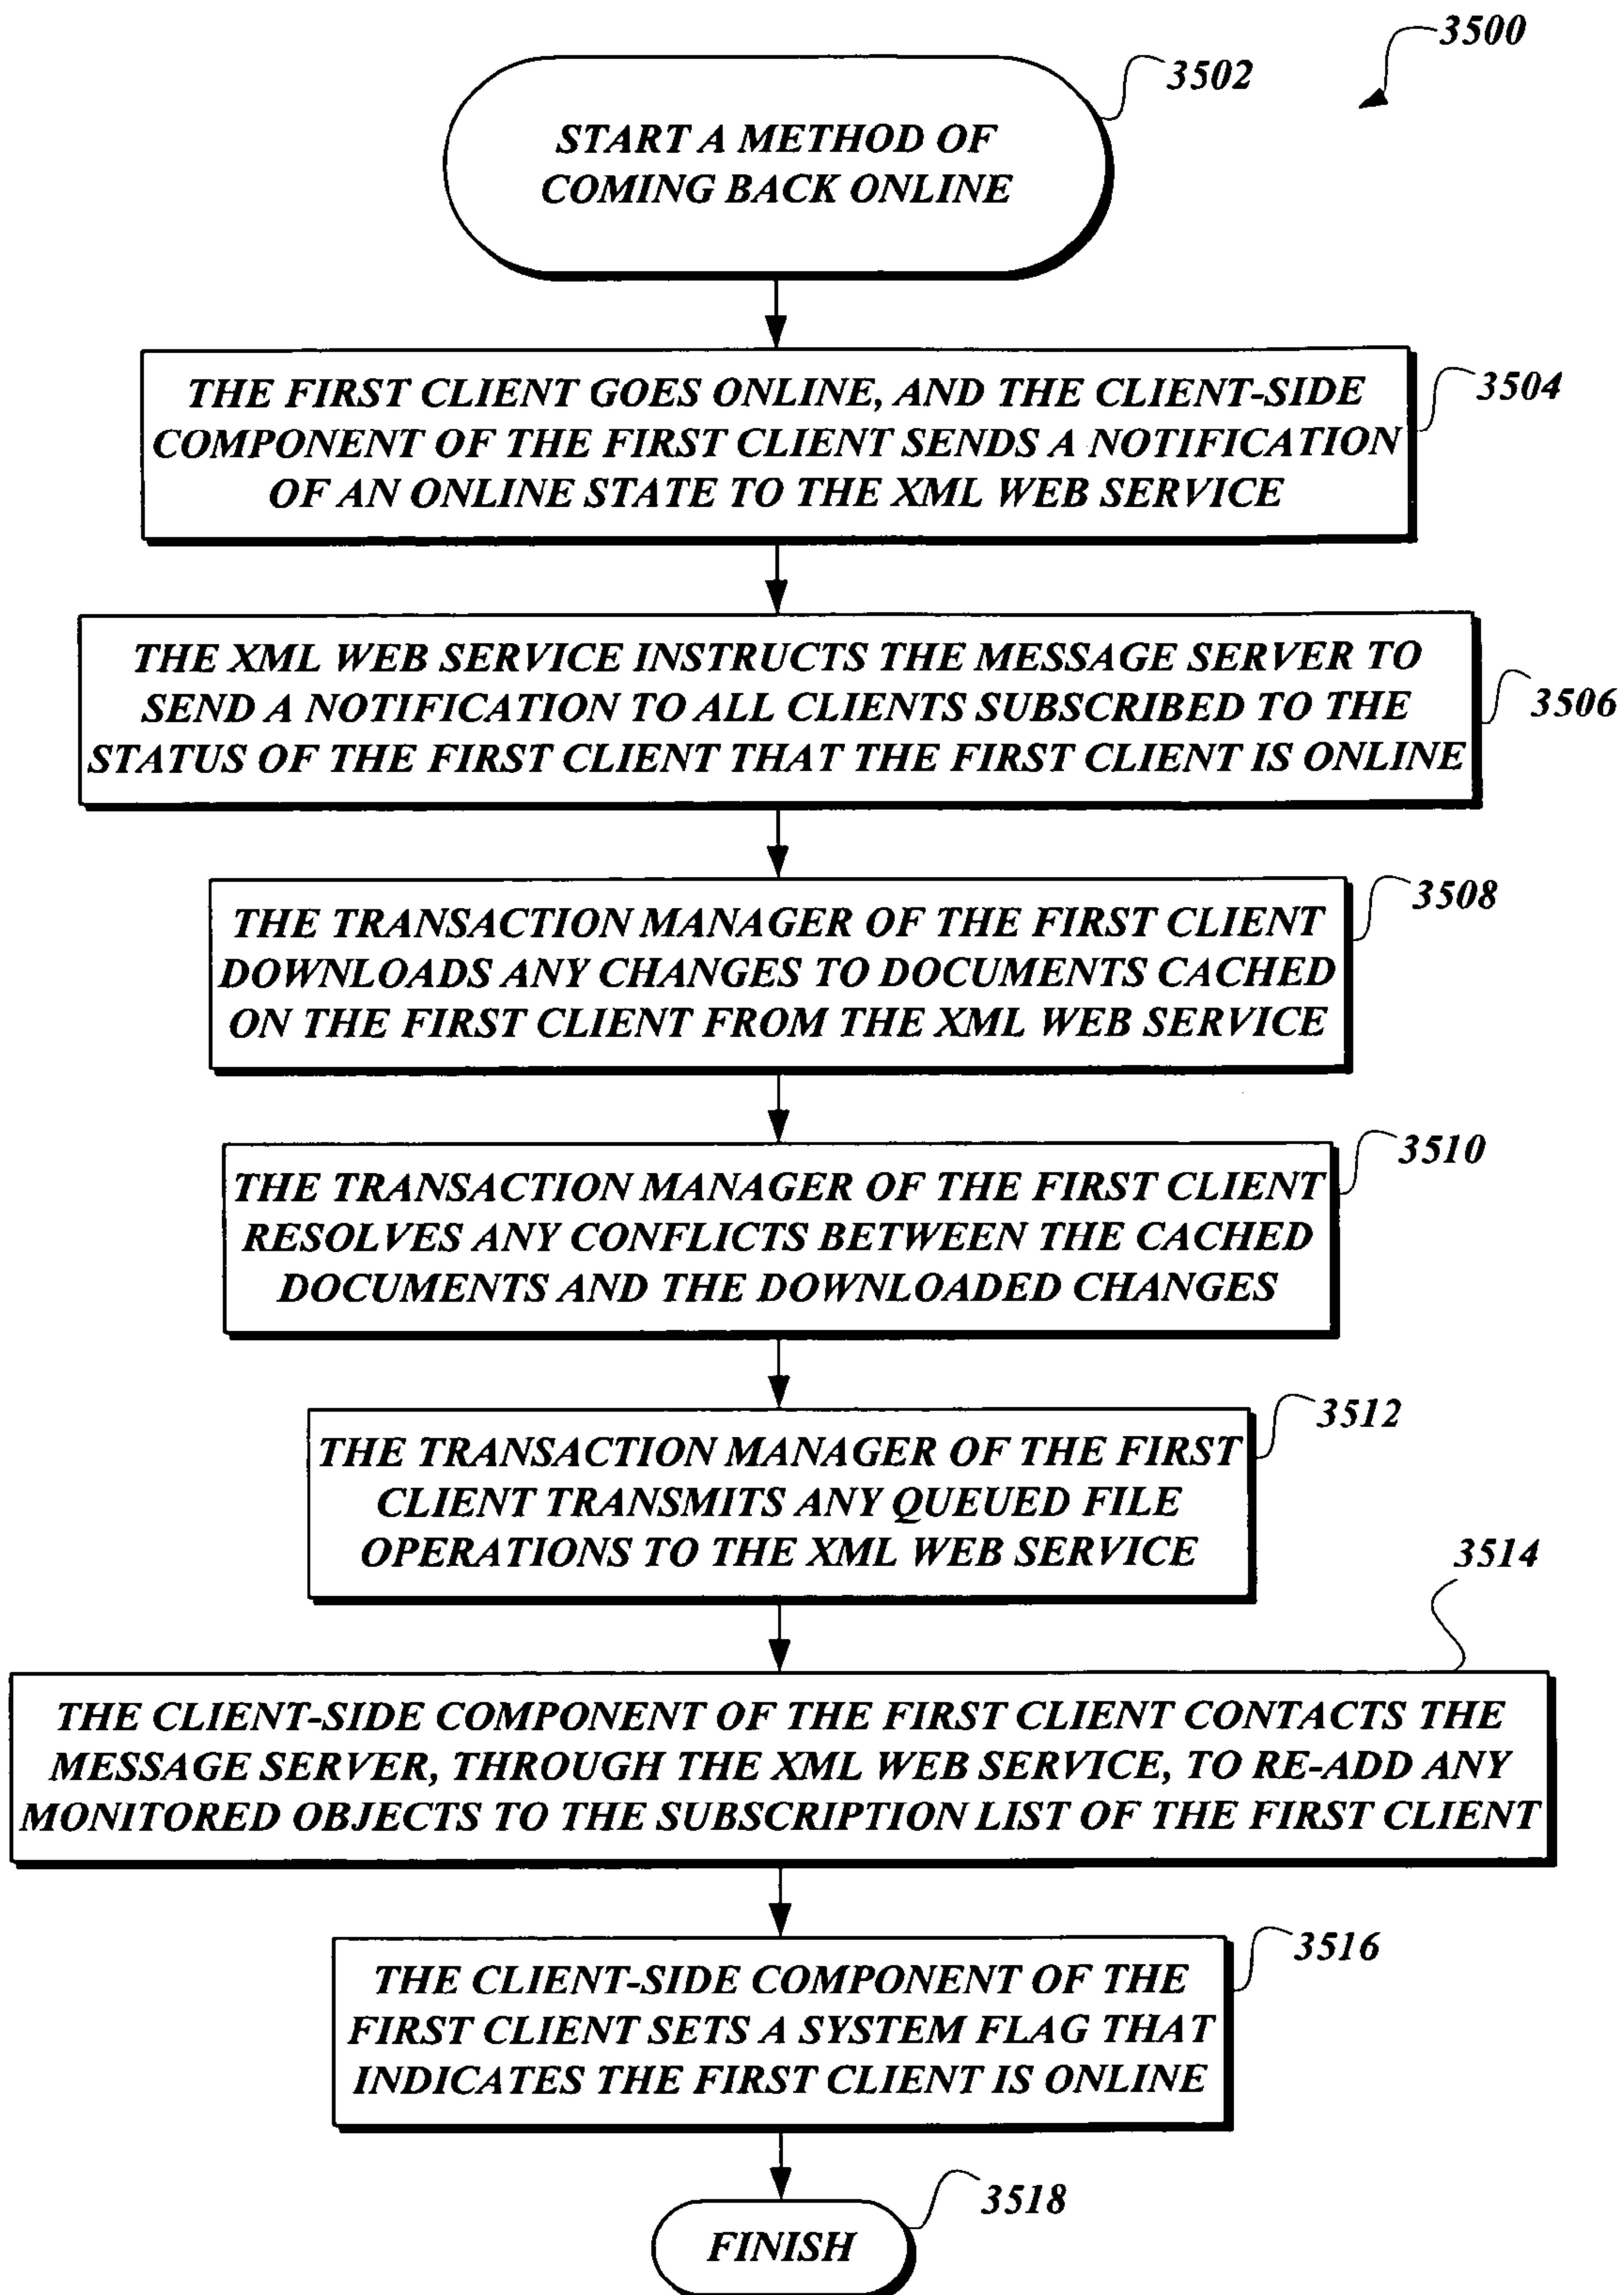 3500
3502
START A METHOD OF
COMING BACK ONLINE
3504
THE FIRST CLIENT GOES ONLINE, AND THE CLIENT-SIDE
COMPONENT OF THE FIRST CLIENT SENDS A NOTIFICATION
OF AN ONLINE STATE TO THE XML WEB SERVICE
3506
THE XML WEB SERVICE INSTRUCTS THE MESSAGE SERVER TO
SEND A NOTIFICATION TO ALL CLIENTS SUBSCRIBED TO THE
STATUS OF THE FIRST CLIENT THAT THE FIRST CLIENT IS ONLINE
3508
THE TRANSACTION MANAGER OF THE FIRST CLIENT
DOWNLOADS ANY CHANGES TO DOCUMENTS CACHED
ON THE FIRST CLIENT FROM THE XML WEB SERVICE
3510
THE TRANSACTION MANAGER OF THE FIRST CLIENT
RESOLVES ANY CONFLICTS BETWEEN THE CACHED
DOCUMENTS AND THE DOWNLOADED CHANGES
3512
THE TRANSACTION MANAGER OF THE FIRST
CLIENT TRANSMITS ANY QUEUED FILE
OPERATIONS TO THE XML WEB SERVICE
3514
THE CLIENT-SIDE COMPONENT OF THE FIRST CLIENT CONTACTS THE
MESSAGE SERVER, THROUGH THE XML WEB SERVICE, TO RE-ADD ANY
MONITORED OBJECTS TO THE SUBSCRIPTION LIST OF THE FIRST CLIENT
3516
THE CLIENT-SIDE COMPONENT OF THE
FIRST CLIENT SETS A SYSTEM FLAG THAT
INDICATES THE FIRST CLIENT IS ONLINE
3518
FINISH